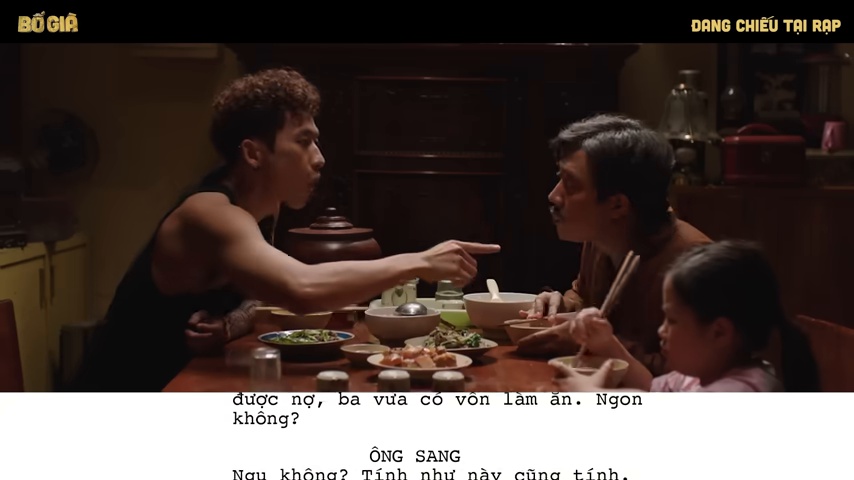 BỐ GIÀ
ĐANG CHIẾU TẠI RẠP
được nợ, ba vừa có vốn làm ăn. Ngon
không?
ÔNG SANG
Ngu không? Tính như này cũng tính.